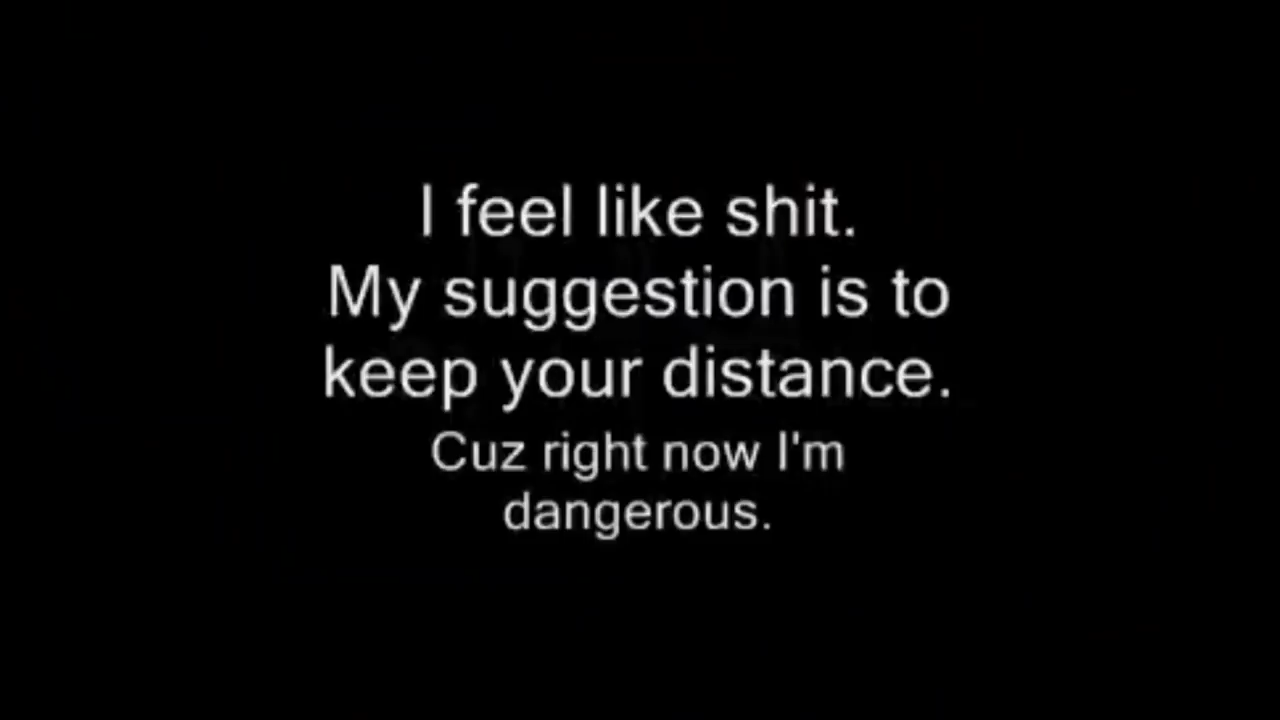 I feel like shit.
My suggestion is to
keep your distance.
Cuz right now I'm
dangerous.